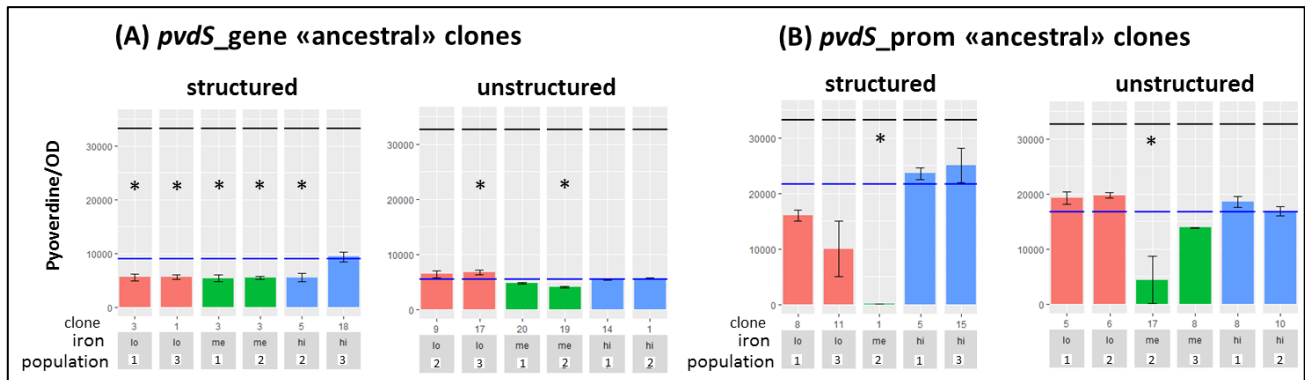 (A) pvdS_gene «ancestral» clones
(B) pvdS_prom «ancestral» clones
structured
unstructured
structured
unstructured
Pyoverdine/OD
30000
20000
10000
0
* * * * *
30000
20000
10000
0
* *
30000
20000
10000
0
*
30000
20000
10000
0
*
clone 3 1 3 3 5 18
iron lo lo me me hi hi
population 1 3 1 2 2 3
9 17 20 19 14 1
lo lo me me hi hi
2 3 1 2 1 2
8 11 1 5 15
lo lo me hi hi
1 3 2 1 3
5 6 17 8 8 10
lo lo me me hi hi
1 2 2 3 1 2